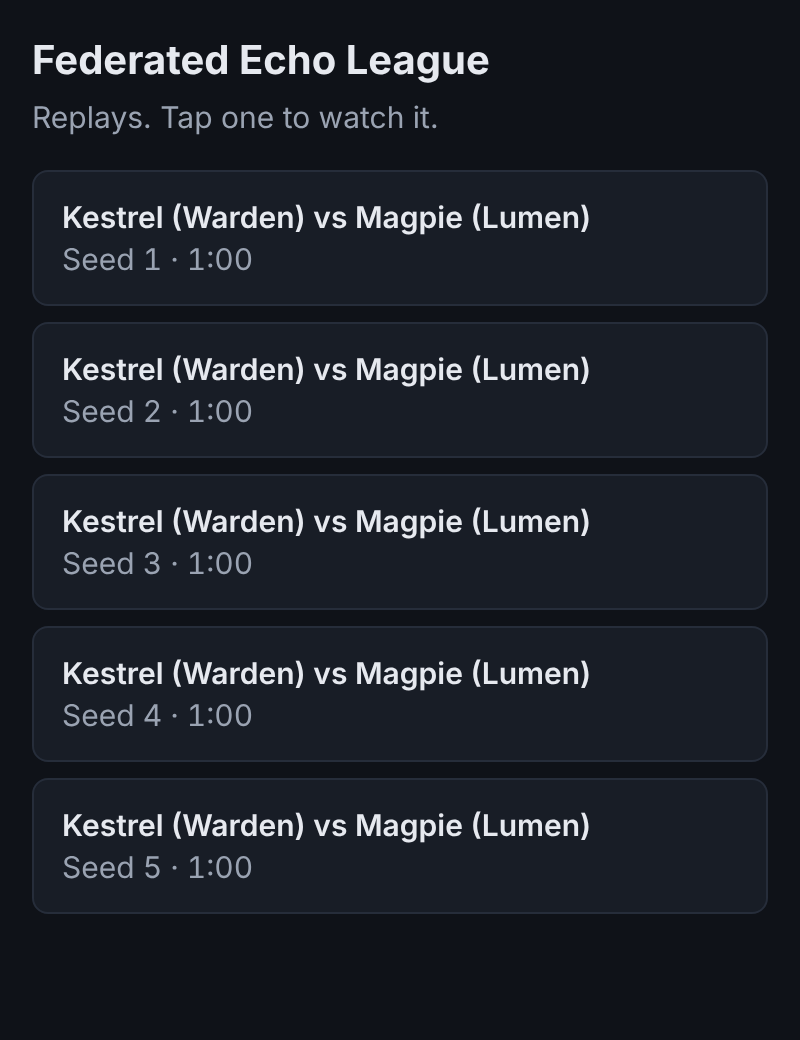 Federated Echo League
Replays. Tap one to watch it.
Kestrel (Warden) vs Magpie (Lumen)
Seed 1 · 1:00
Kestrel (Warden) vs Magpie (Lumen)
Seed 2 · 1:00
Kestrel (Warden) vs Magpie (Lumen)
Seed 3 · 1:00
Kestrel (Warden) vs Magpie (Lumen)
Seed 4 · 1:00
Kestrel (Warden) vs Magpie (Lumen)
Seed 5 · 1:00